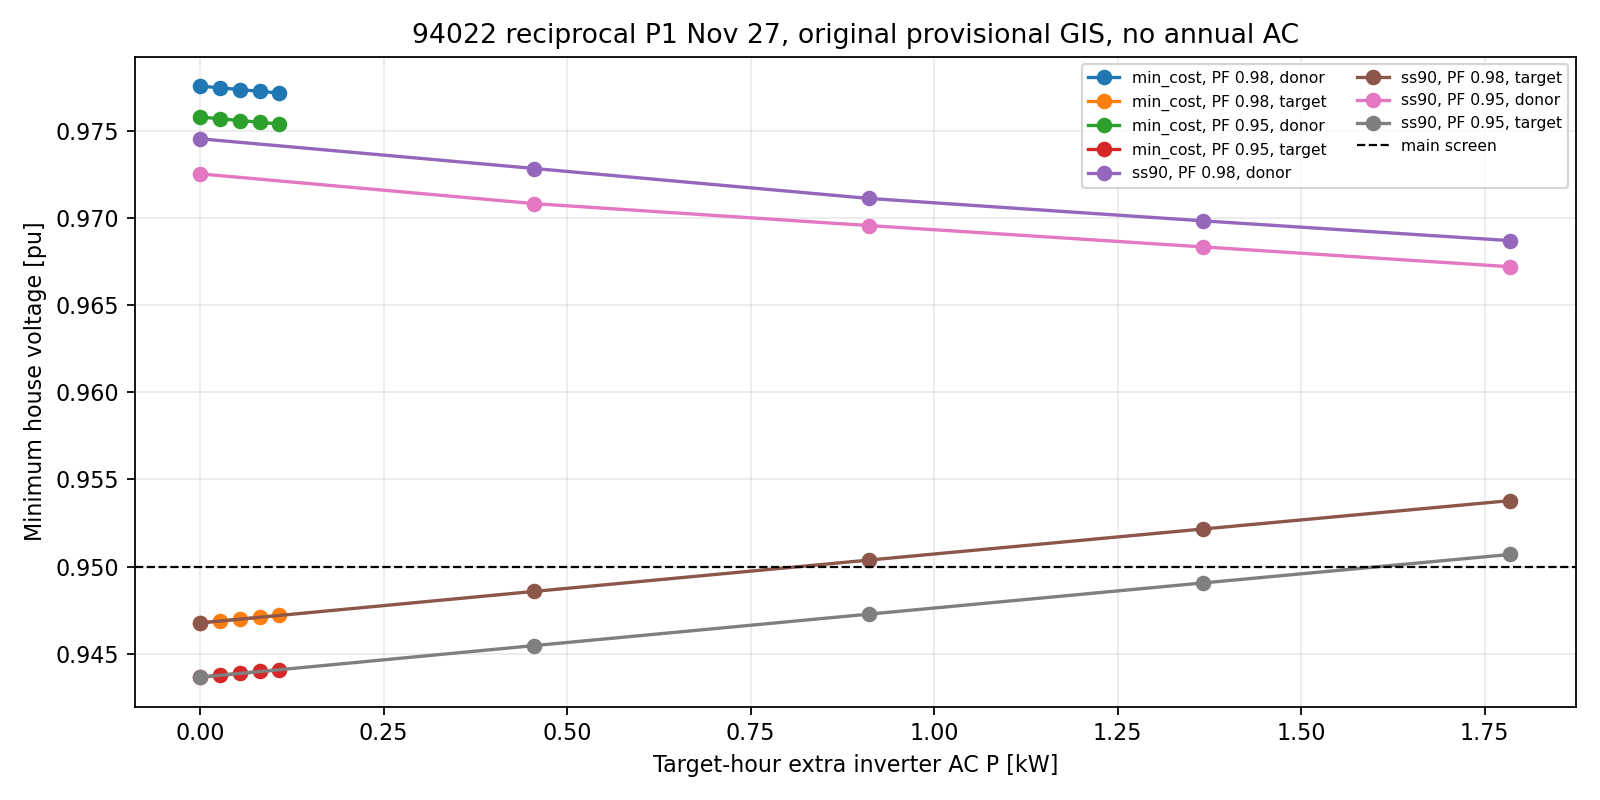 94022 reciprocal P1 Nov 27, original provisional GIS, no annual AC
min_cost, PF 0.98, donor
min_cost, PF 0.98, target
min_cost, PF 0.95, donor
min_cost, PF 0.95, target
ss90, PF 0.98, donor
ss90, PF 0.98, target
ss90, PF 0.95, donor
ss90, PF 0.95, target
main screen
Minimum house voltage [pu]
0.975
0.970
0.965
0.960
0.955
0.950
0.945
0.00 0.25 0.50 0.75 1.00 1.25 1.50 1.75
Target-hour extra inverter AC P [kW]